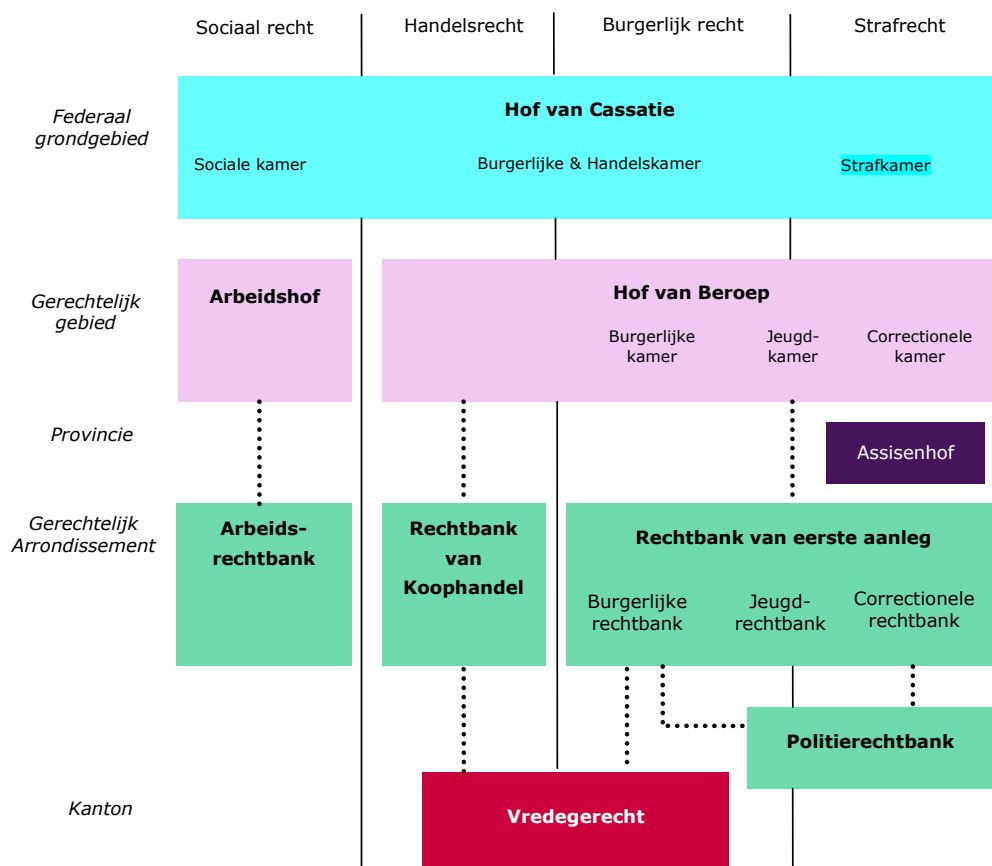 Sociaal recht
Handelsrecht
Burgerlijk recht
Strafrecht
Federaal
grondgebied
Hof van Cassatie
Sociale kamer
Burgerlijke & Handelskamer
Strafkamer
Gerechtelijk
gebied
Arbeidshof
Hof van Beroep
Burgerlijke
kamer
Jeugd-
kamer
Correctionele
kamer
Provincie
Assisenhof
Gerechtelijk
Arrondissement
Arbeids-
rechtbank
Rechtbank
van
Koophandel
Rechtbank van eerste aanleg
Burgerlijke
rechtbank
Jeugd-
rechtbank
Correctionele
rechtbank
Politierechtbank
Kanton
Vredegerecht